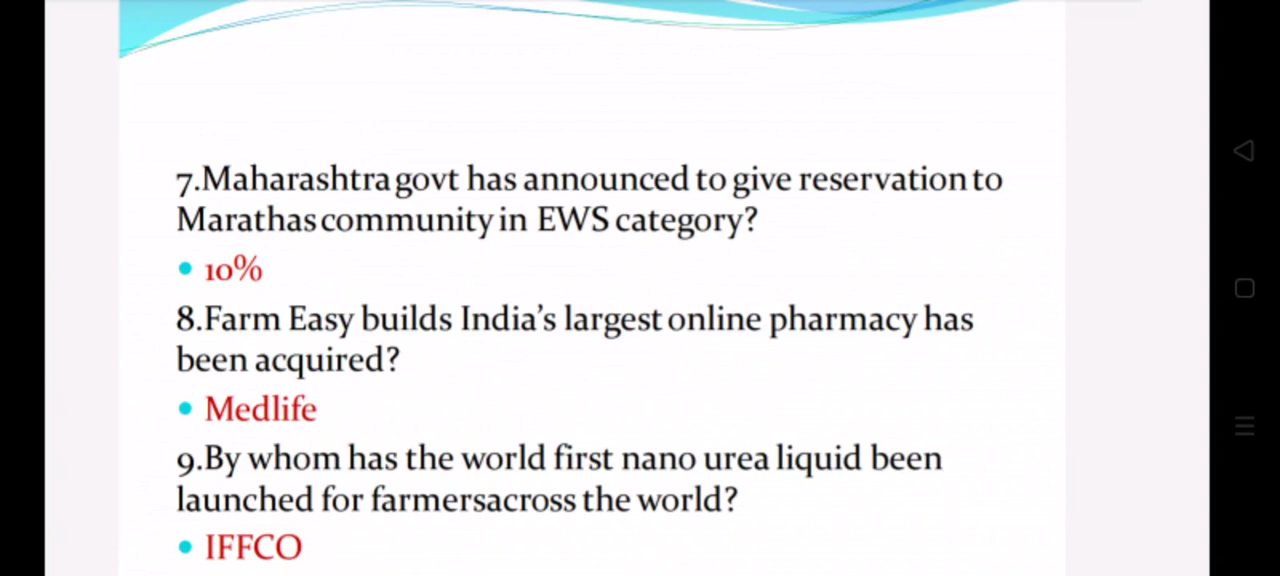 7.Maharashtra govt has announced to give reservation to
Marathas community in EWS category?
• 10%
8.Farm Easy builds India’s largest online pharmacy has
been acquired?
• Medlife
9.By whom has the world first nano urea liquid been
launched for farmersacross the world?
• IFFCO